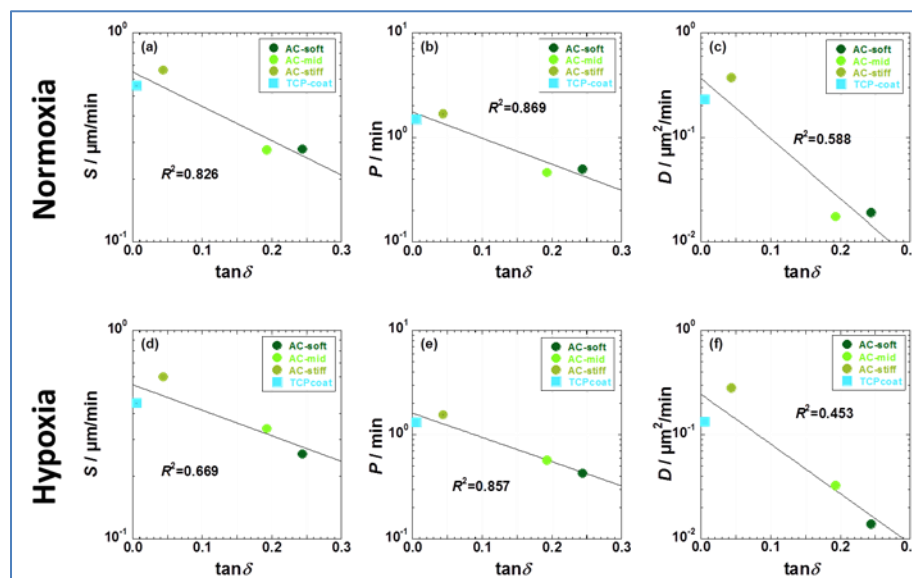 Normoxia
(a)
AC-soft
AC-mid
AC-stiff
TCP-coat
R²=0.826
S / μm/min
10⁰
10⁻¹
0.0 0.1 0.2 0.3
tanδ
(b)
AC-soft
AC-mid
AC-stiff
TCP-coat
R²=0.869
P / min
10¹
10⁰
10⁻¹
0.0 0.1 0.2 0.3
tanδ
(c)
AC-soft
AC-mid
AC-stiff
TCP-coat
R²=0.588
D / μm²/min
10⁰
10⁻¹
10⁻²
0.0 0.1 0.2 0.3
tanδ
Hypoxia
(d)
AC-soft
AC-mid
AC-stiff
TCPcoat
R²=0.669
S / μm/min
10⁰
10⁻¹
0.0 0.1 0.2 0.3
tanδ
(e)
AC-soft
AC-mid
AC-stiff
TCPcoat
R²=0.857
P / min
10¹
10⁰
10⁻¹
0.0 0.1 0.2 0.3
tanδ
(f)
AC-soft
AC-mid
AC-stiff
TCPcoat
R²=0.453
D / μm²/min
10⁰
10⁻¹
10⁻²
0.0 0.1 0.2 0.3
tanδ